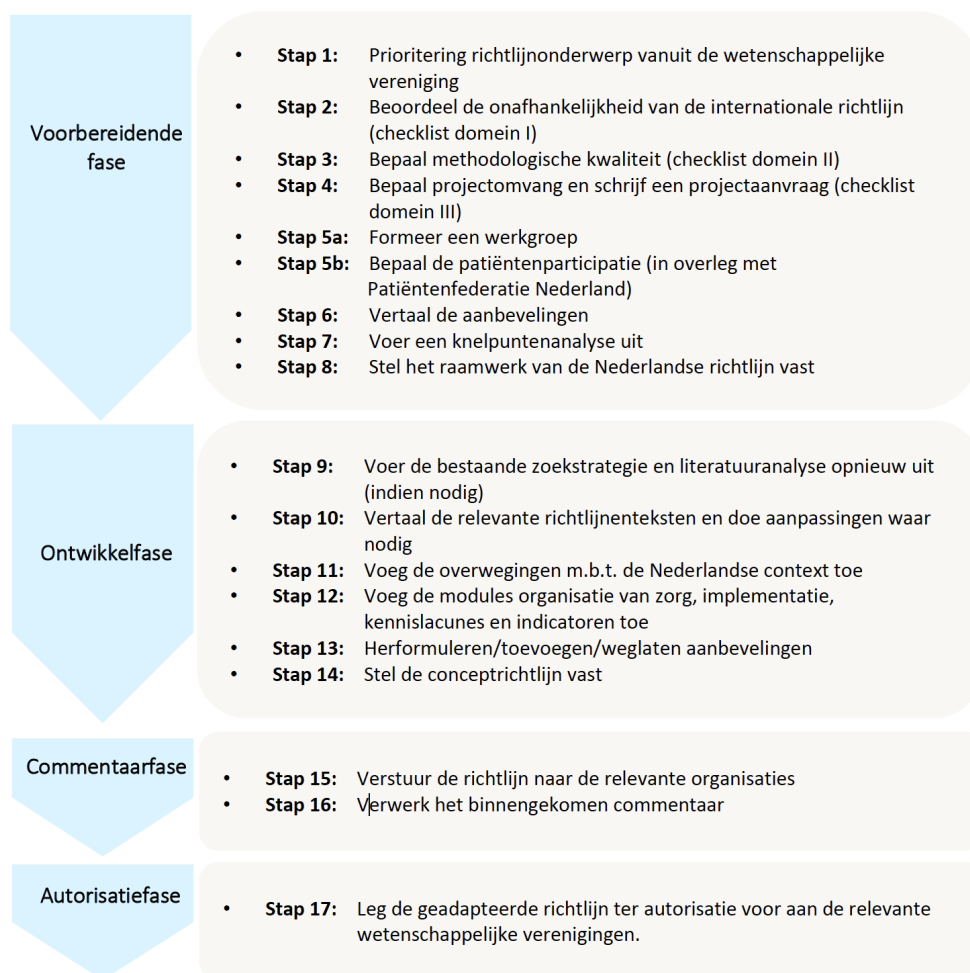 Voorbereidende
fase
• Stap 1: Prioritering richtlijnonderwerp vanuit de wetenschappelijke
vereniging
• Stap 2: Beoordeel de onafhankelijkheid van de internationale richtlijn
(checklist domein I)
• Stap 3: Bepaal methodologische kwaliteit (checklist domein II)
• Stap 4: Bepaal projectomvang en schrijf een projectaanvraag (checklist
domein III)
• Stap 5a: Formeer een werkgroep
• Stap 5b: Bepaal de patiëntenparticipatie (in overleg met
Patiëntenfederatie Nederland)
• Stap 6: Vertaal de aanbevelingen
• Stap 7: Voer een knelpuntenanalyse uit
• Stap 8: Stel het raamwerk van de Nederlandse richtlijn vast
Ontwikkelfase
• Stap 9: Voer de bestaande zoekstrategie en literatuuranalyse opnieuw uit
(indien nodig)
• Stap 10: Vertaal de relevante richtlijnenteksten en doe aanpassingen waar
nodig
• Stap 11: Voeg de overwegingen m.b.t. de Nederlandse context toe
• Stap 12: Voeg de modules organisatie van zorg, implementatie,
kennislacunes en indicatoren toe
• Stap 13: Herformuleren/toevoegen/weglaten aanbevelingen
• Stap 14: Stel de conceptrichtlijn vast
Commentaarfase
• Stap 15: Verstuur de richtlijn naar de relevante organisaties
• Stap 16: Verwerk het binnengekomen commentaar
Autorisatiefase
• Stap 17: Leg de geadapteerde richtlijn ter autorisatie voor aan de relevante
wetenschappelijke verenigingen.